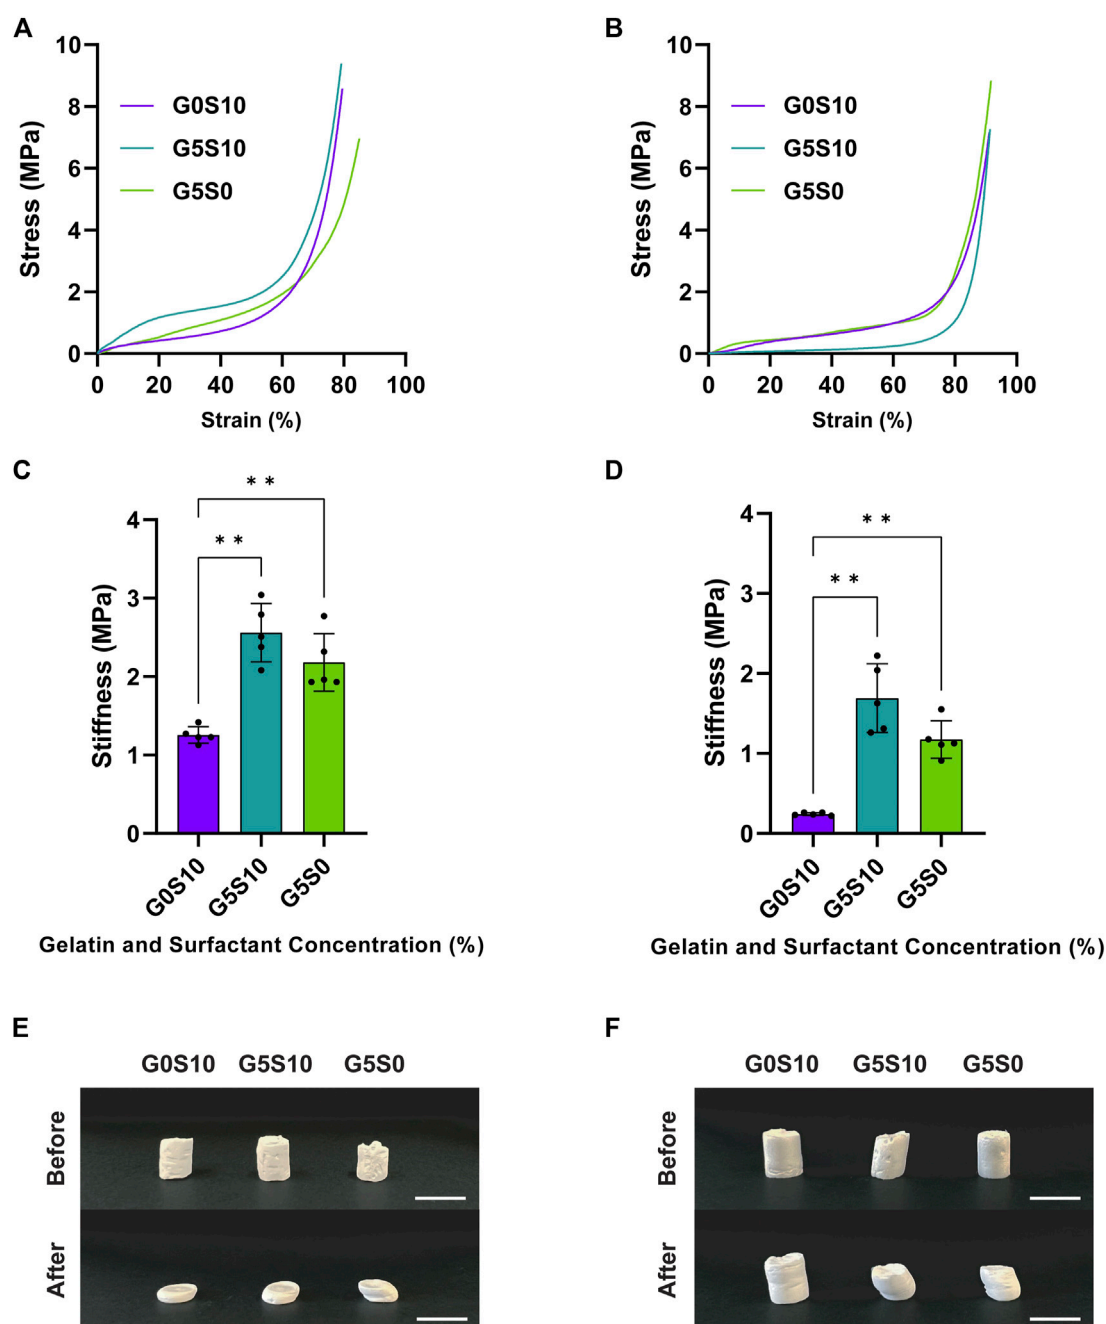 A
10
8
6
4
2
0
Stress (MPa)
G0S10
G5S10
G5S0
0 20 40 60 80 100
Strain (%)
B
10
8
6
4
2
0
Stress (MPa)
G0S10
G5S10
G5S0
0 20 40 60 80 100
Strain (%)
C
4
3
2
1
0
Stiffness (MPa)
* *
* *
G0S10 G5S10 G5S0
Gelatin and Surfactant Concentration (%)
D
4
3
2
1
0
Stiffness (MPa)
* *
* *
G0S10 G5S10 G5S0
Gelatin and Surfactant Concentration (%)
E
G0S10 G5S10 G5S0
Before
After
F
G0S10 G5S10 G5S0
Before
After